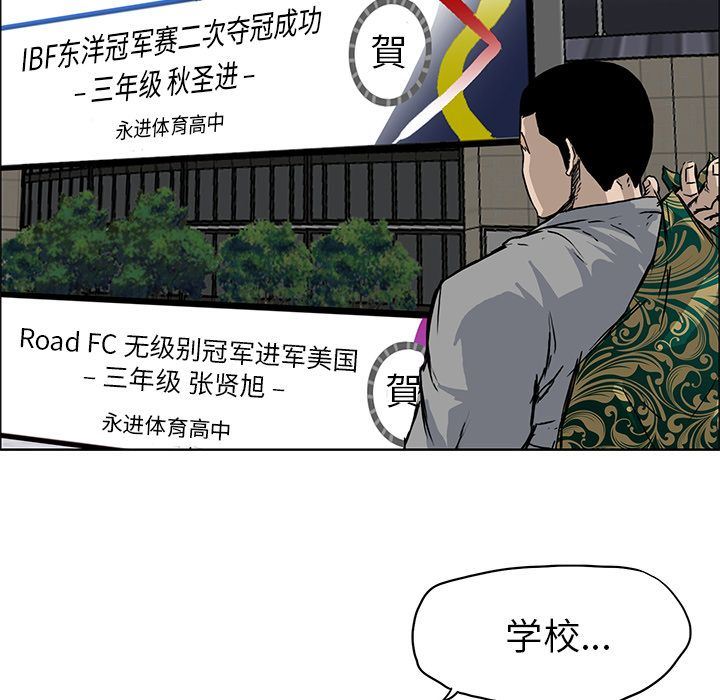 IBF东洋冠军赛二次夺冠成功
賀
– 三年级 秋圣进 –
永进体育高中
Road FC 无级别冠军进军美国
賀
– 三年级 张贤旭 –
永进体育高中
学校...